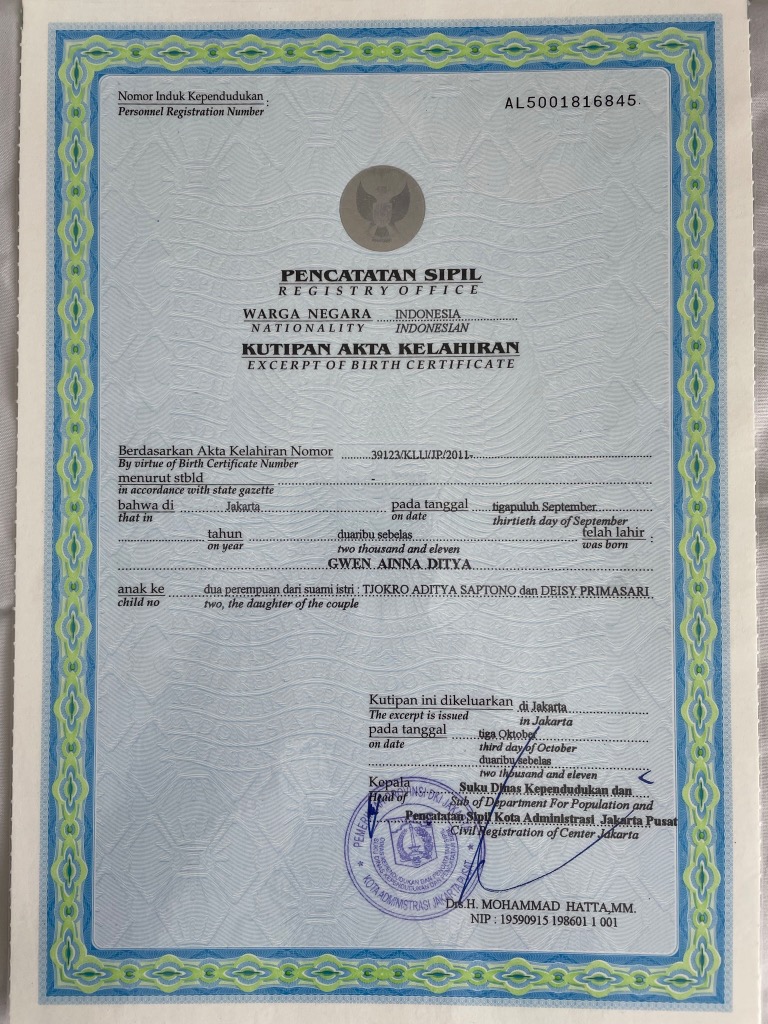 Nomor Induk Kependudukan :
Personnel Registration Number
AL5001816845
PENCATATAN SIPIL
REGISTRY OFFICE
WARGA NEGARA INDONESIA
NATIONALITY INDONESIAN
KUTIPAN AKTA KELAHIRAN
EXCERPT OF BIRTH CERTIFICATE
Berdasarkan Akta Kelahiran Nomor 39123/KLU/JP/2011-
By virtue of Birth Certificate Number
menurut stbld -
in accordance with state gazette
bahwa di Jakarta pada tanggal tigapuluh September
that in on date thirtieth day of September
tahun duaribu sebelas telah lahir :
on year two thousand and eleven was born
GWEN AINNA DITYA
anak ke dua perempuan dari suami istri : TJOKRO ADITYA SAPTONO dan DEISY PRIMASARI
child no two, the daughter of the couple
Kutipan ini dikeluarkan di Jakarta
The excerpt is issued in Jakarta
pada tanggal tiga Oktober
on date third day of October
duaribu sebelas
two thousand and eleven
Kepala Suku Dinas Kependudukan dan
Head of Sub of Department For Population and
Pencatatan Sipil Kota Administrasi Jakarta Pusat
Civil Registration of Center Jakarta
KOTA ADMINISTRASI JAKARTA PUSAT
Drs.H. MOHAMMAD HATTA,MM.
NIP : 19590915 198601 1 001